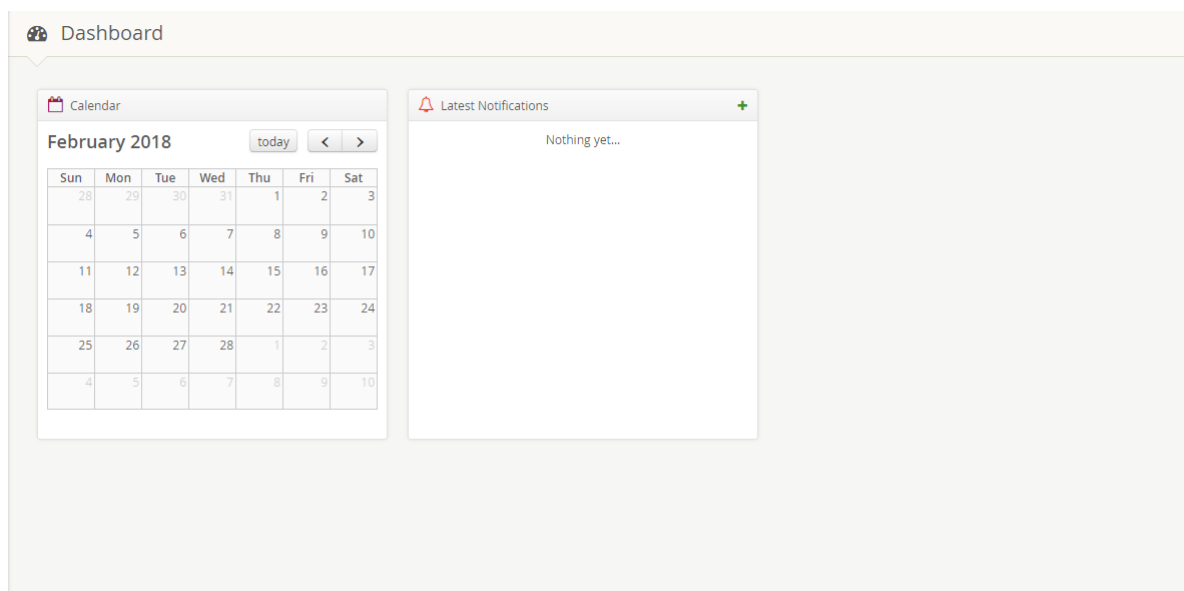 Dashboard
Calendar
February 2018 today
Sun Mon Tue Wed Thu Fri Sat
28 29 30 31 1 2 3
4 5 6 7 8 9 10
11 12 13 14 15 16 17
18 19 20 21 22 23 24
25 26 27 28 1 2 3
4 5 6 7 8 9 10
Latest Notifications
Nothing yet...